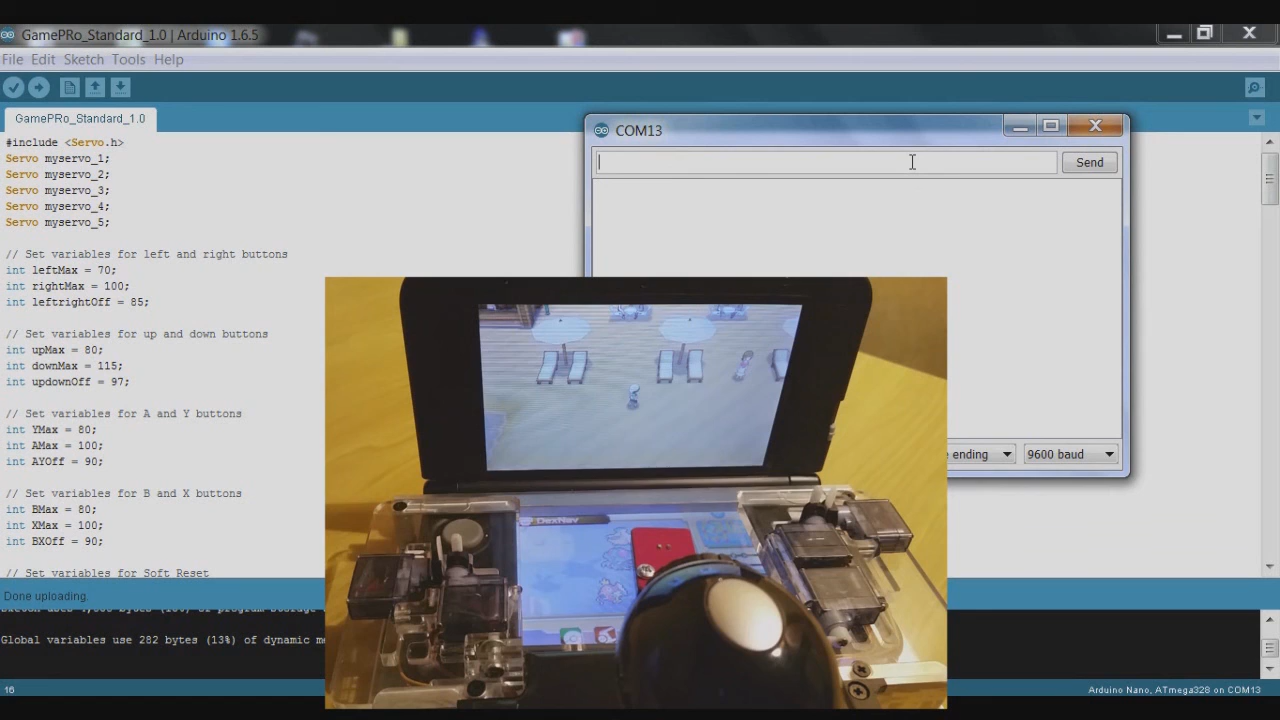 GamePRo_Standard_1.0 | Arduino 1.6.5
File Edit Sketch Tools Help
GamePRo_Standard_1.0
#include <Servo.h>
Servo myservo_1;
Servo myservo_2;
Servo myservo_3;
Servo myservo_4;
Servo myservo_5;
// Set variables for left and right buttons
int leftMax = 70;
int rightMax = 100;
int leftrightOff = 85;
// Set variables for up and down buttons
int upMax = 80;
int downMax = 115;
int updownOff = 97;
// Set variables for A and Y buttons
int YMax = 80;
int AMax = 100;
int AYOff = 90;
// Set variables for B and X buttons
int BMax = 80;
int XMax = 100;
int BXOff = 90;
// Set variables for Soft Reset
COM13
Send
e ending
9600 baud
DexNav
Done uploading.
Global variables use 282 bytes (13%) of dynamic me
16
Arduino Nano, ATmega328 on COM13